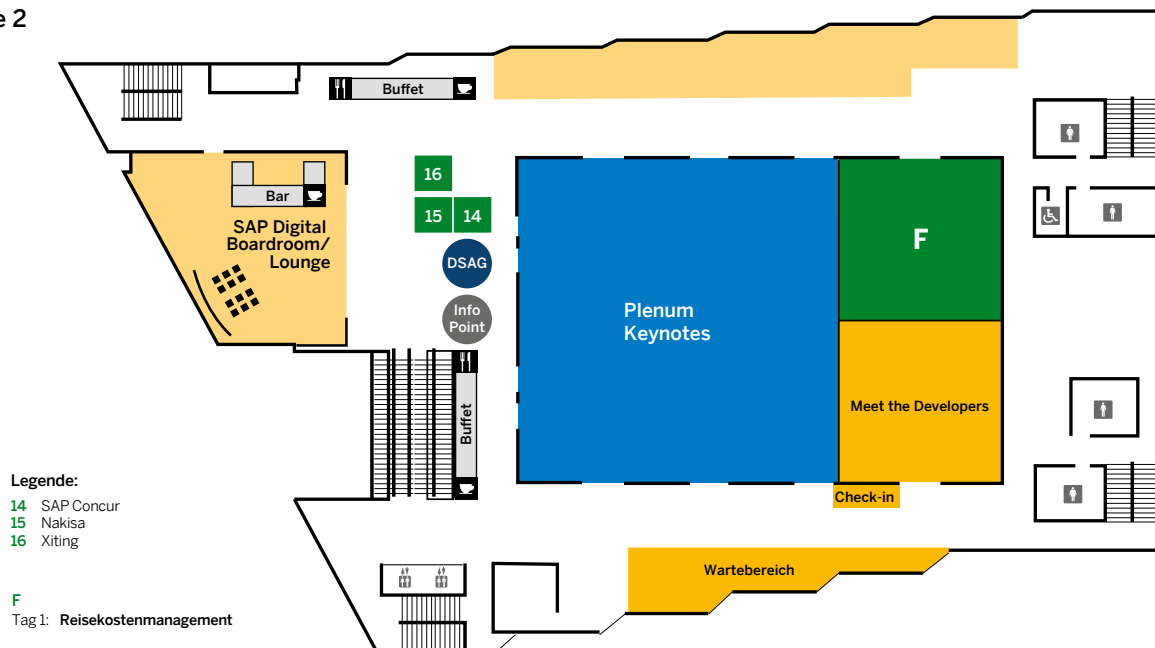 e 2
Buffet
16
15
14
Bar
SAP Digital
Boardroom/
Lounge
DSAG
Info
Point
F
Plenum
Keynotes
Meet the Developers
Buffet
Check-in
Wartebereich
Legende:
14 SAP Concur
15 Nakisa
16 Xiting
F
Tag 1: Reisekostenmanagement